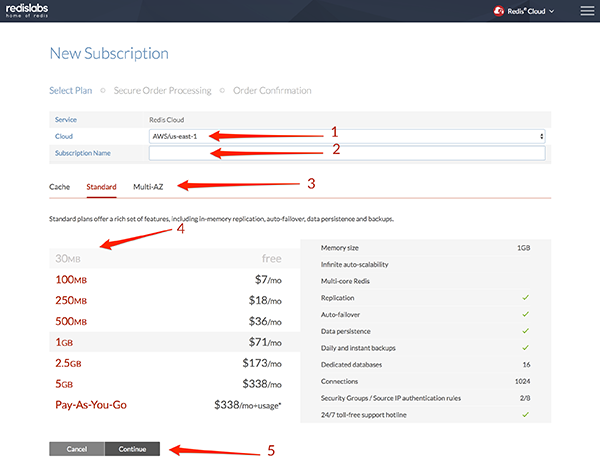 redislabs
home of redis
Redis® Cloud
New Subscription
Select Plan Secure Order Processing Order Confirmation
Service Redis Cloud
Cloud AWS/us-east-1 1
Subscription Name 2
Cache Standard Multi-AZ 3
Standard plans offer a rich set of features, including in-memory replication, auto-failover, data persistence and backups.
4
30MB free
100MB $7/mo
250MB $18/mo
500MB $36/mo
1GB $71/mo
2.5GB $173/mo
5GB $338/mo
Pay-As-You-Go $338/mo+usage*
Memory size 1GB
Infinite auto-scalability
Multi-core Redis
Replication
Auto-failover
Data persistence
Daily and instant backups
Dedicated databases 16
Connections 1024
Security Groups / Source IP authentication rules 2/8
24/7 toll-free support hotline
Cancel Continue 5